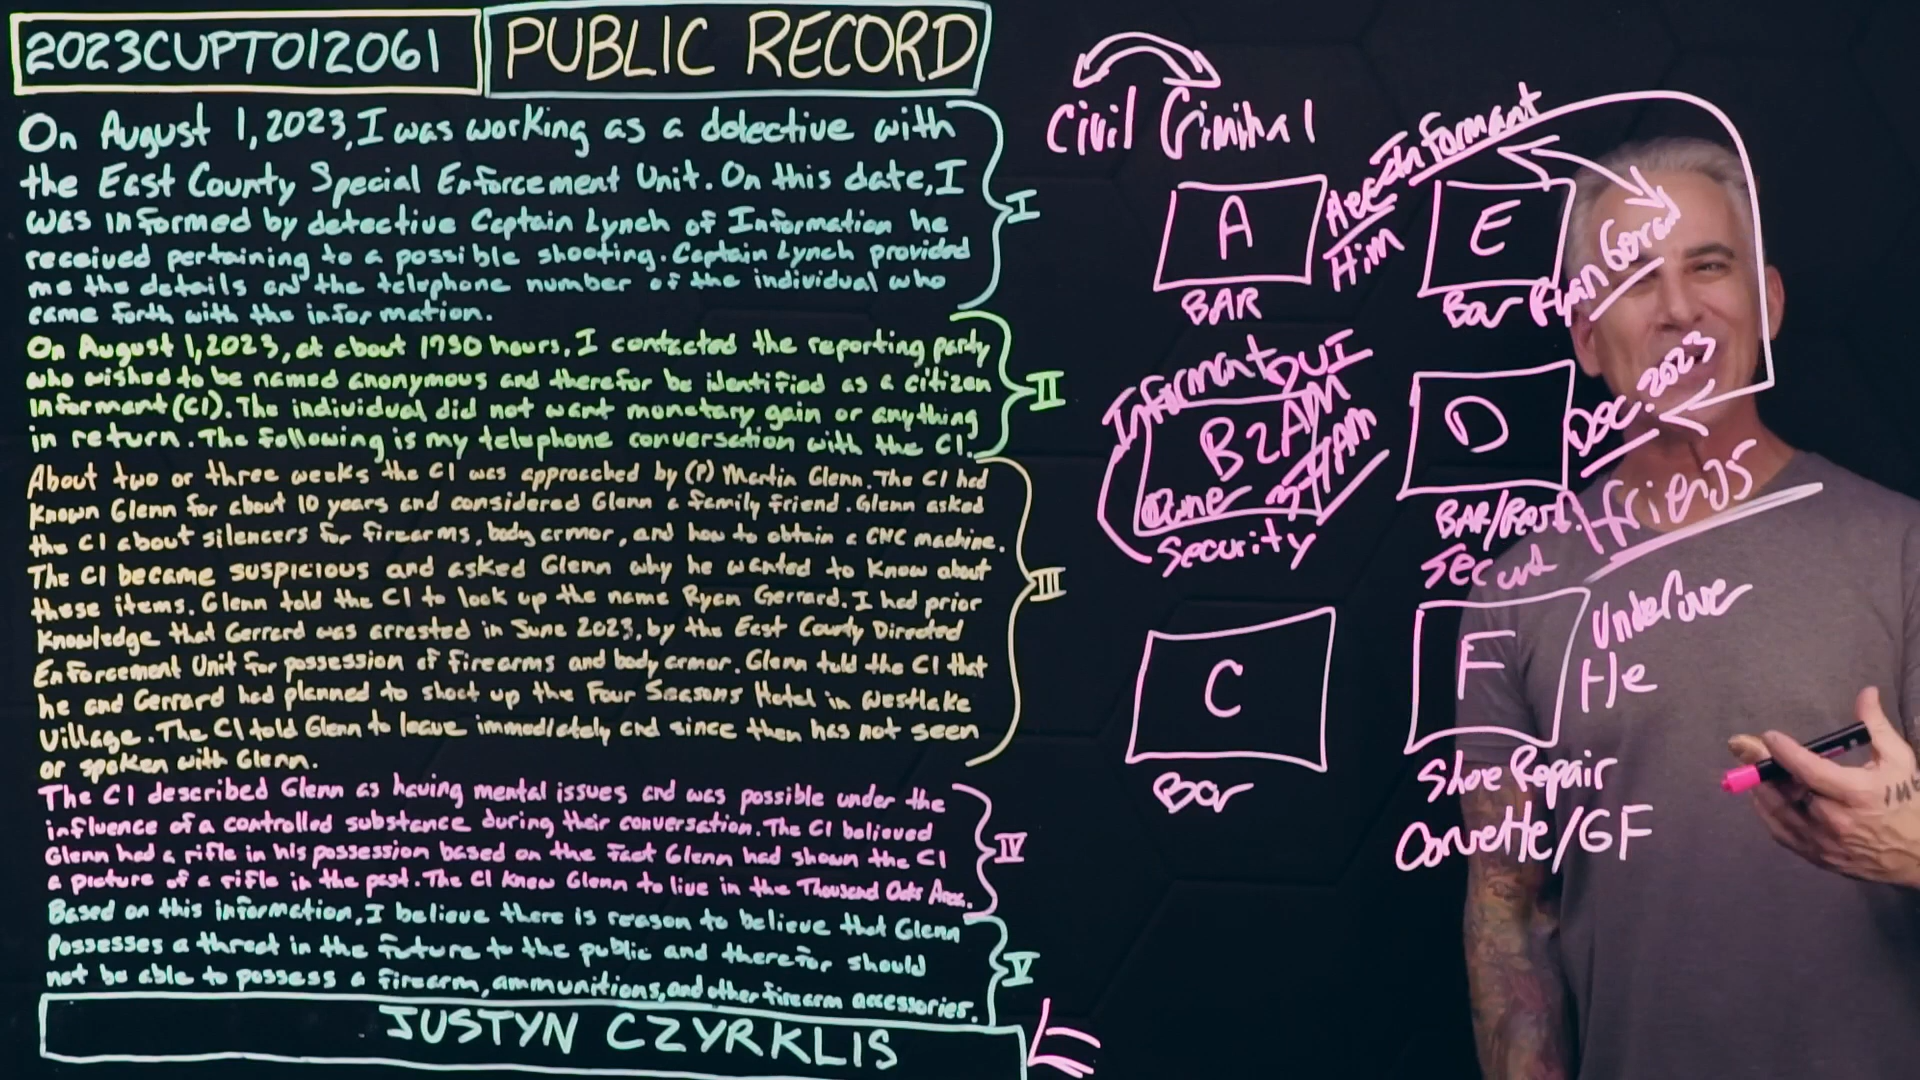 2023CUPTO12061
PUBLIC RECORD
On August 1, 2023, I was working as a detective with
the East County Special Enforcement Unit. On this date, I
was informed by detective Captain Lynch of Information he
received pertaining to a possible shooting. Captain Lynch provided
me the details and the telephone number of the individual who
came forth with the information.
I
On August 1, 2023, at about 1730 hours, I contacted the reporting party
who wished to be named anonymous and therefor be identified as a citizen
Informant (CI). The individual did not want monetary gain or anything
in return. The following is my telephone conversation with the CI.
II
About two or three weeks the CI was approached by (P) Martin Glenn. The CI had
Known Glenn for about 10 years and considered Glenn a family friend. Glenn asked
the CI about silencers for firearms, body armor, and how to obtain a CNC machine.
The CI became suspicious and asked Glenn why he wanted to know about
these items. Glenn told the CI to look up the name Ryan Gerrard. I had prior
Knowledge that Gerrard was arrested in June 2023, by the East County Directed
Enforcement Unit for possession of firearms and body armor. Glenn told the CI that
he and Gerrard had planned to shoot up the Four Seasons Hotel in Westlake
Village. The CI told Glenn to leave immediately and since then has not seen
or spoken with Glenn.
III
The CI described Glenn as having mental issues and was possible under the
influence of a controlled substance during their conversation. The CI believed
Glenn had a rifle in his possession based on the fact Glenn had shown the CI
a picture of a rifle in the past. The CI knew Glenn to live in the Thousand Oaks Area.
IV
Based on this information, I believe there is reason to believe that Glenn
Possesses a threat in the future to the public and therefor should
not be able to possess a firearm, ammunitions, and other firearm accessories.
V
JUSTYN CZYRKLIS
Civil Criminal
A
BAR
Him
Informant
E
Bar
Ryan Gerrard
Informant DUI
B 2AM
Owner 3-4AM
Security
D
Dec. 2023
BAR/Rest.
Friends
C
Bar
F
Undercover
He
Shoe Repair
Corvette/GF